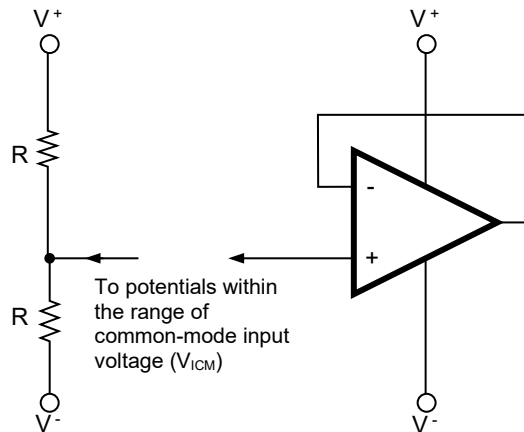 V+
V+
R
-
+
To potentials within
the range of
common-mode input
voltage (VICM)
R
V-
V-